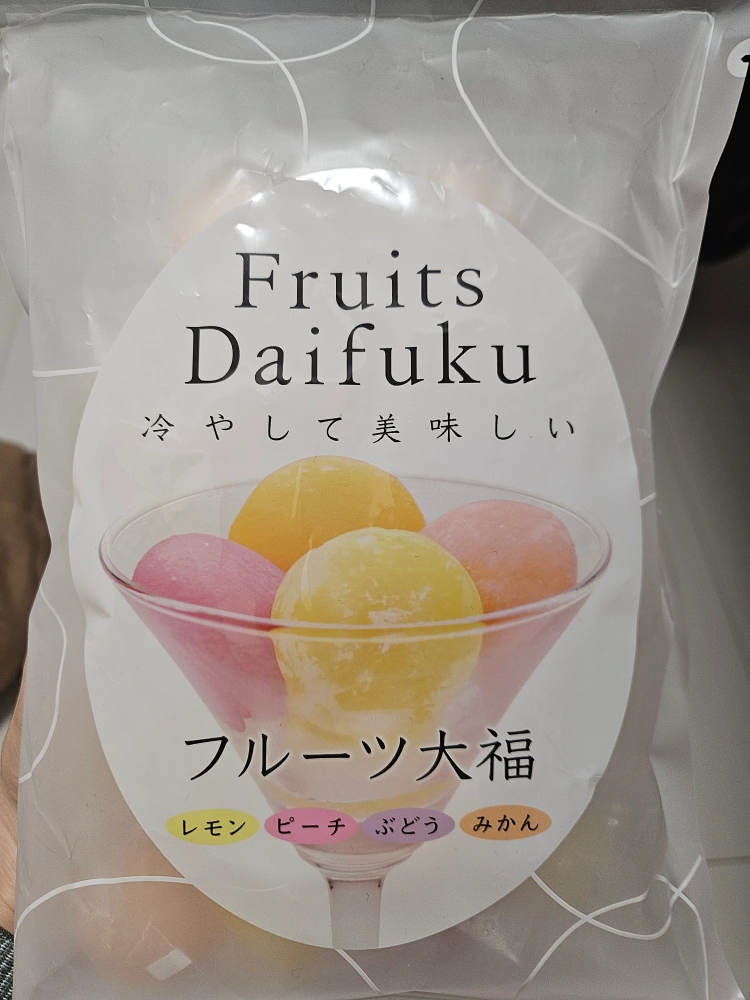 Fruits
Daifuku
冷やして美味しい
フルーツ大福
レモン ピーチ ぶどう みかん